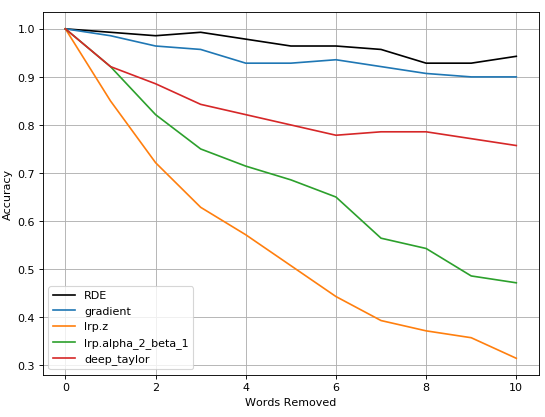 1.0
0.9
0.8
0.7
0.6
0.5
0.4
0.3
Accuracy
RDE
gradient
lrp.z
lrp.alpha_2_beta_1
deep_taylor
0 2 4 6 8 10
Words Removed